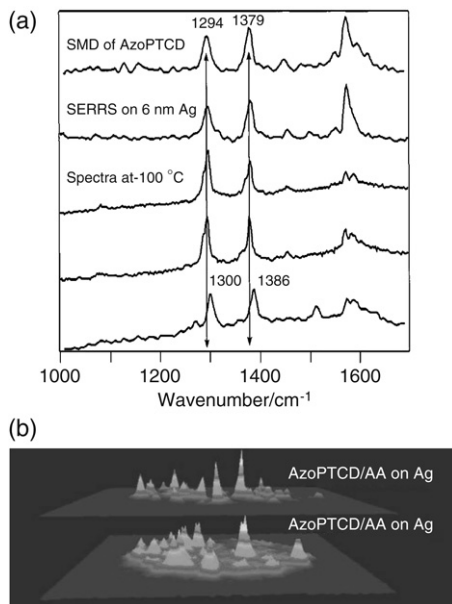 (a)
1294 1379
SMD of AzoPTCD
SERRS on 6 nm Ag
Spectra at-100 °C
1300 1386
1000 1200 1400 1600
Wavenumber/cm-1
(b)
AzoPTCD/AA on Ag
AzoPTCD/AA on Ag